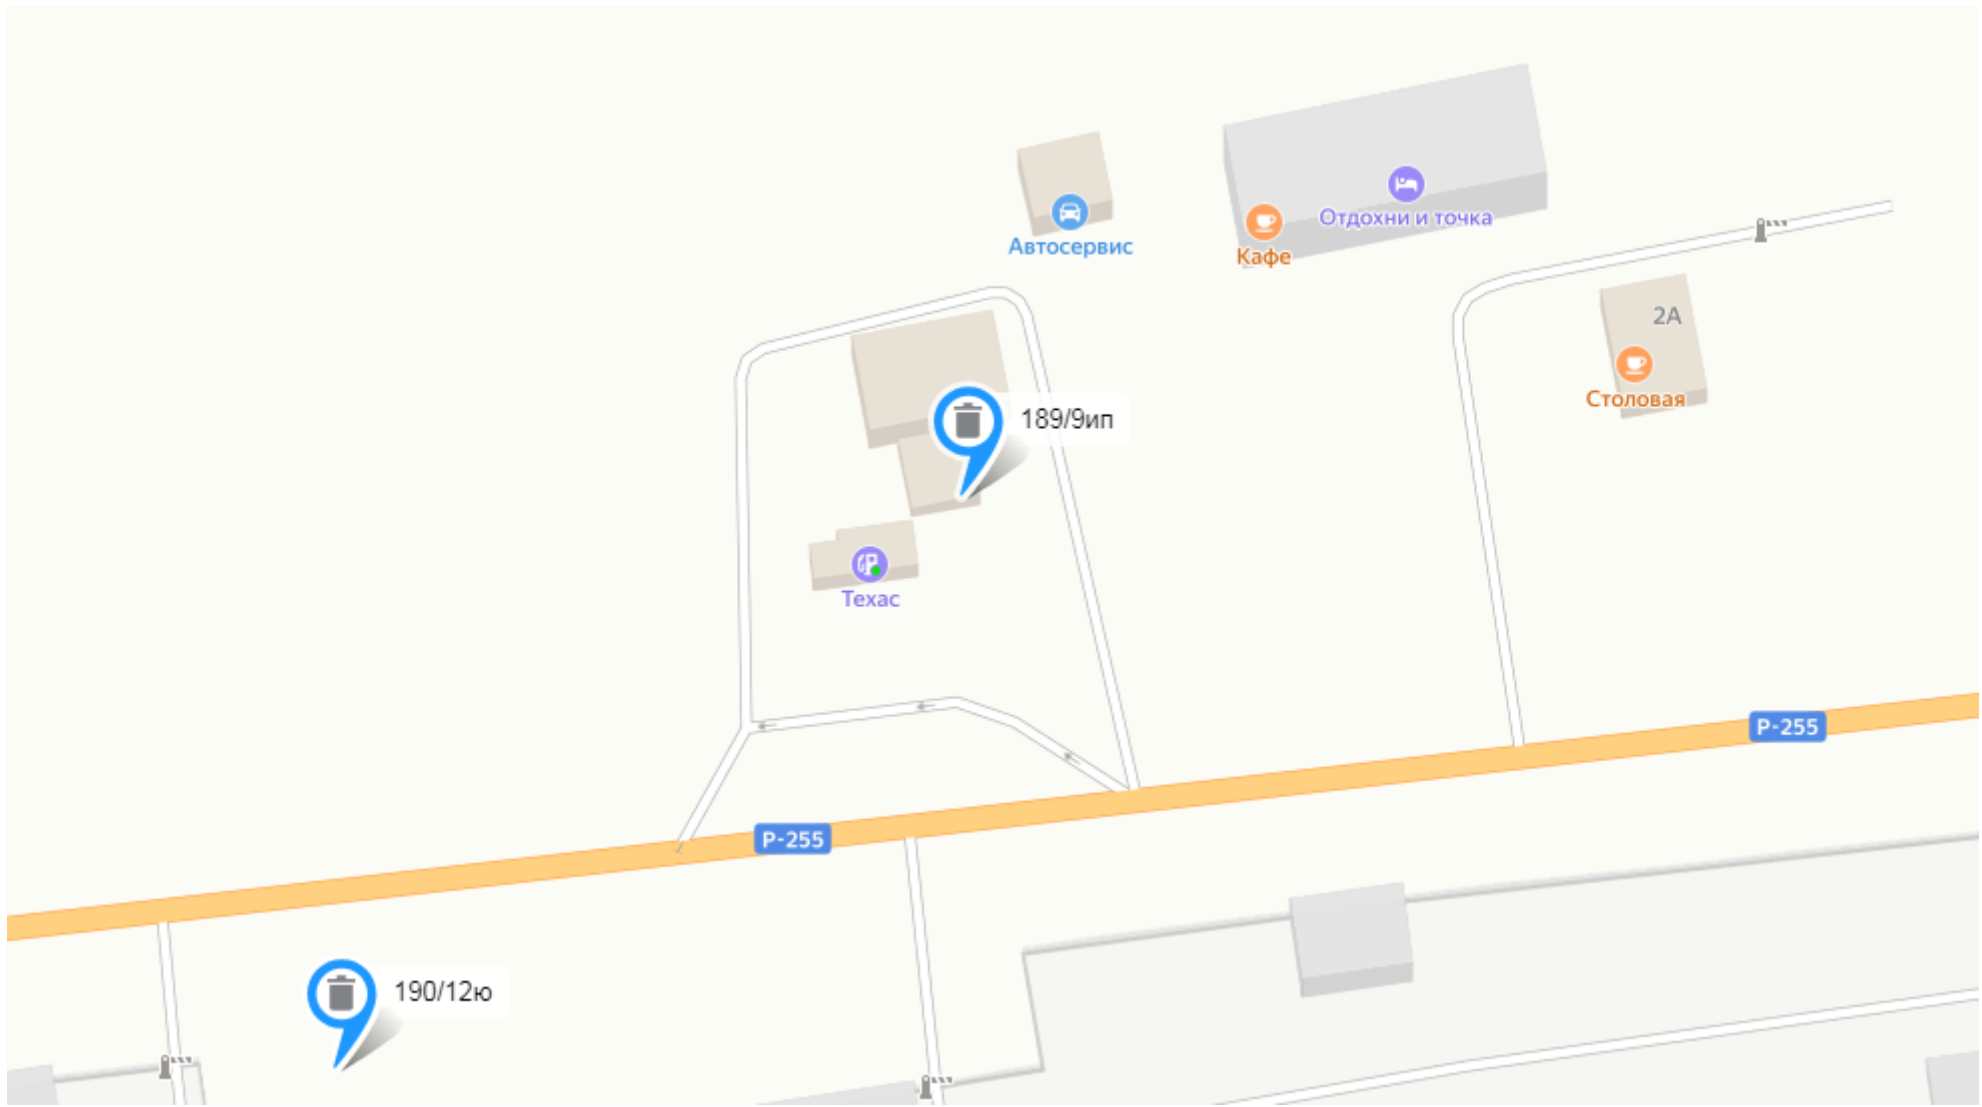 Автосервис
Отдохни и точка
Кафе
2А
Столовая
189/9ип
Техас
Р-255
Р-255
190/12ю